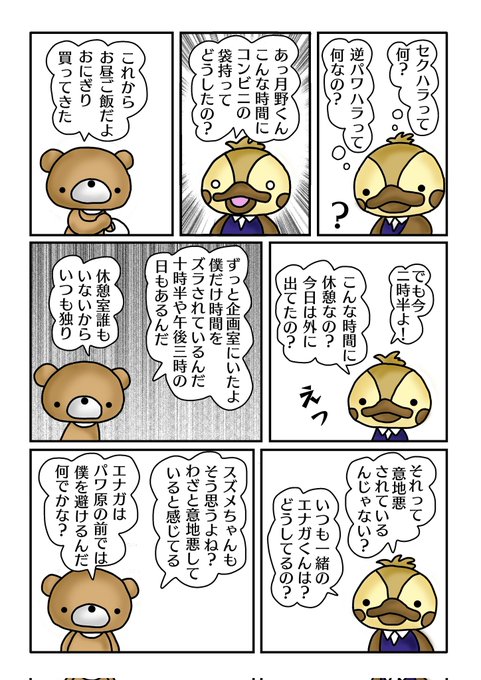 セクハラって
何？
逆パワハラって
何なの？
？
あっ月野くん
こんな時間に
コンビニの
袋持って
どうしたの？
これから
お昼ご飯だよ
おにぎり
買ってきた
でも今
二時半よ！
こんな時間に
休憩なの？
今日は外に
出てたの？
えっ
ずっと企画室にいたよ
僕だけ時間を
ズラされているんだ
十時半や午後三時の
日もあるんだ
休憩室誰も
いないから
いつも独り
それって
意地悪
されている
んじゃない？
いつも一緒の
エナガくんは？
どうしてるの？
スズメちゃんも
そう思うよね？
わざと意地悪して
いると感じてる
エナガは
パワ原の前では
僕を避けるんだ
何でかな？